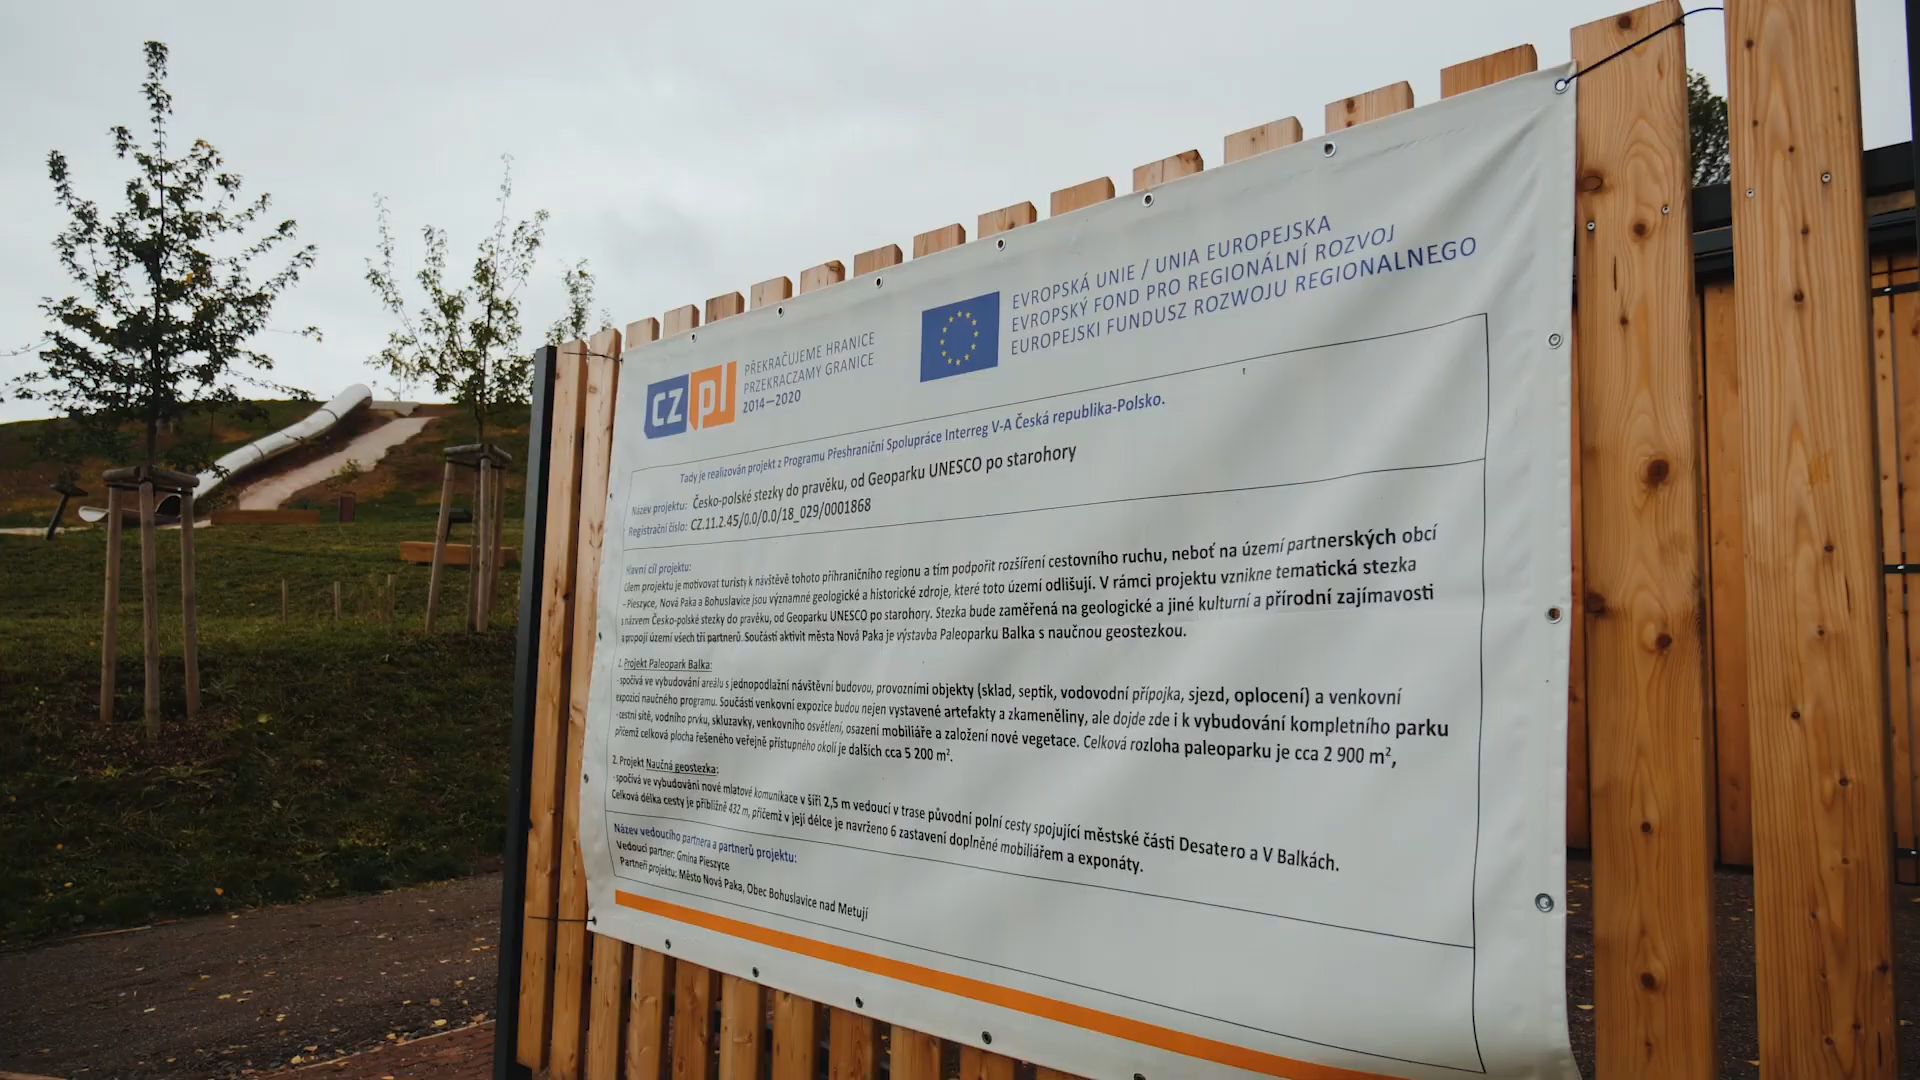 cz pl
PŘEKRAČUJEME HRANICE
PRZEKRACZAMY GRANICE
2014—2020
EVROPSKÁ UNIE / UNIA EUROPEJSKA
EVROPSKÝ FOND PRO REGIONÁLNÍ ROZVOJ
EUROPEJSKI FUNDUSZ ROZWOJU REGIONALNEGO
Tady je realizován projekt z Programu Přeshraniční Spolupráce Interreg V-A Česká republika-Polsko.
Název projektu: Česko-polské stezky do pravěku, od Geoparku UNESCO po starohory
Registrační číslo: CZ.11.2.45/0.0/0.0/18_029/0001868
Hlavní cíl projektu:
Cílem projektu je motivovat turisty k návštěvě tohoto příhraničního regionu a tím podpořit rozšíření cestovního ruchu, neboť na území partnerských obcí
- Pieszyce, Nová Paka a Bohuslavice jsou významné geologické a historické zdroje, které toto území odlišují. V rámci projektu vznikne tematická stezka
s názvem Česko-polské stezky do pravěku, od Geoparku UNESCO po starohory. Stezka bude zaměřená na geologické a jiné kulturní a přírodní zajímavosti
a propojí území všech tří partnerů. Součástí aktivit města Nová Paka je výstavba Paleoparku Balka s naučnou geostezkou.
1. Projekt Paleopark Balka:
- spočívá ve vybudování areálu s jednopodlažní návštěvní budovou, provozními objekty (sklad, septik, vodovodní přípojka, sjezd, oplocení) a venkovní
expozicí naučného programu. Součástí venkovní expozice budou nejen vystavené artefakty a zkameněliny, ale dojde zde i k vybudování kompletního parku
- cestní sítě, vodního prvku, skluzavky, venkovního osvětlení, osazení mobiliáře a založení nové vegetace. Celková rozloha paleoparku je cca 2 900 m²,
přičemž celková plocha řešeného veřejně přístupného okolí je dalších cca 5 200 m².
2. Projekt Naučná geostezka:
- spočívá ve vybudování nové mlatové komunikace v šíři 2,5 m vedoucí v trase původní polní cesty spojující městské části Desatero a V Balkách.
Celková délka cesty je přibližně 432 m, přičemž v její délce je navrženo 6 zastavení doplněné mobiliářem a exponáty.
Název vedoucího partnera a partnerů projektu:
Vedoucí partner: Gmina Pieszyce
Partneři projektu: Město Nová Paka, Obec Bohuslavice nad Metují